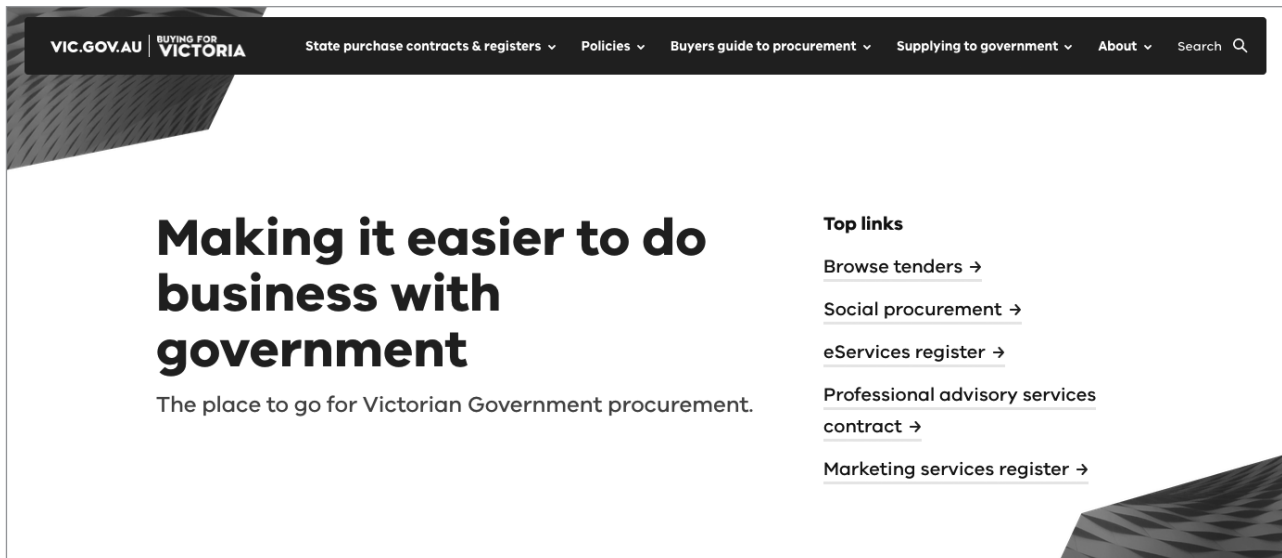 VIC.GOV.AU
BUYING FOR
VICTORIA
State purchase contracts & registers
Policies
Buyers guide to procurement
Supplying to government
About
Search
Making it easier to do
business with
government
The place to go for Victorian Government procurement.
Top links
Browse tenders →
Social procurement →
eServices register →
Professional advisory services
contract →
Marketing services register →